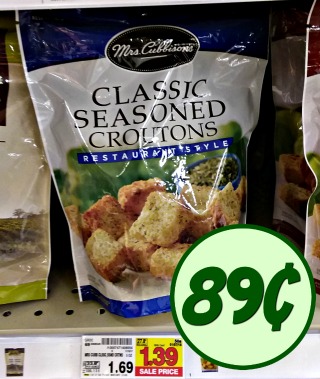 Mrs. Cubbison's
CLASSIC
SEASONED
CROUTONS
RESTAURANT STYLE
89¢
1.69
1.39
SALE PRICE